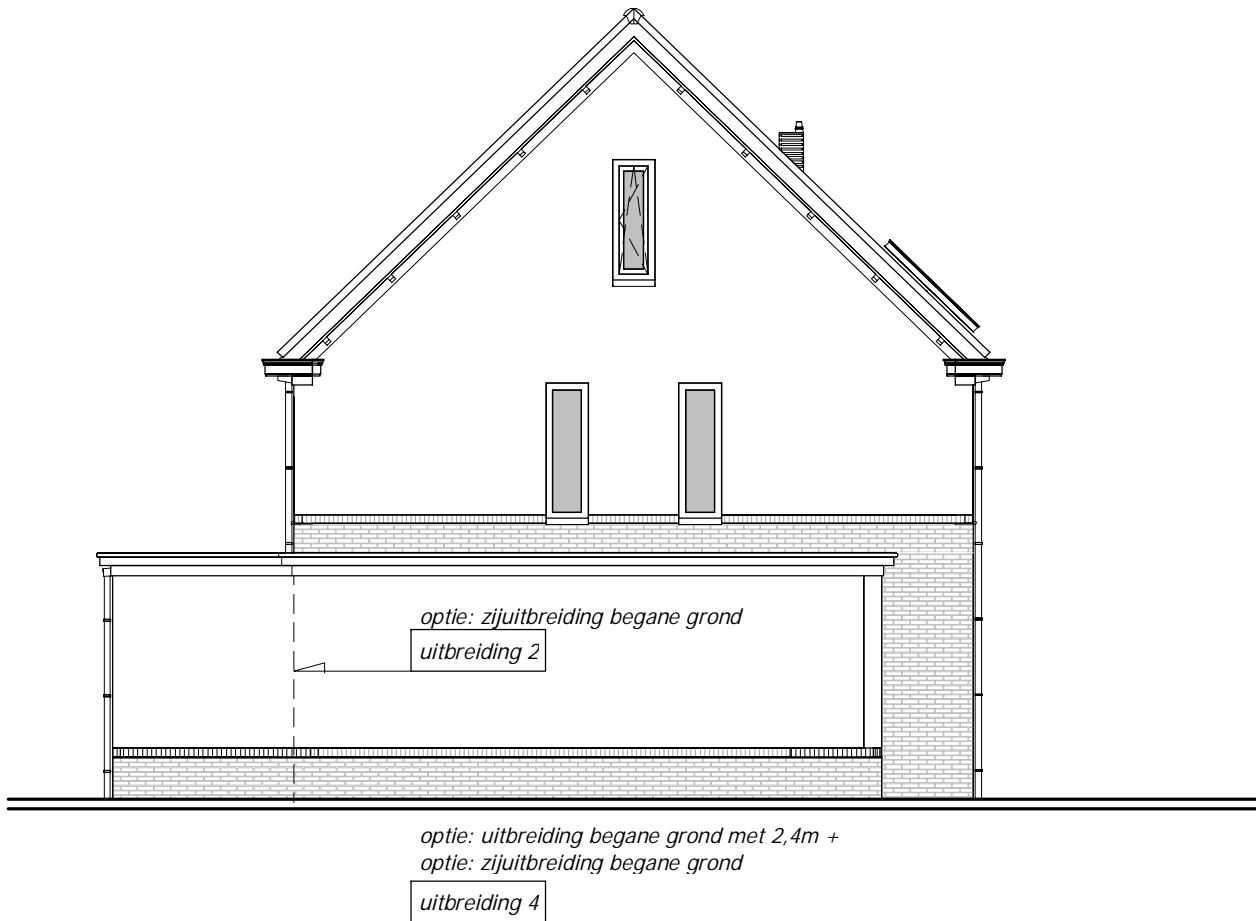 optie: zijuitbreiding begane grond
uitbreiding 2
optie: uitbreiding begane grond met 2,4m +
optie: zijuitbreiding begane grond
uitbreiding 4